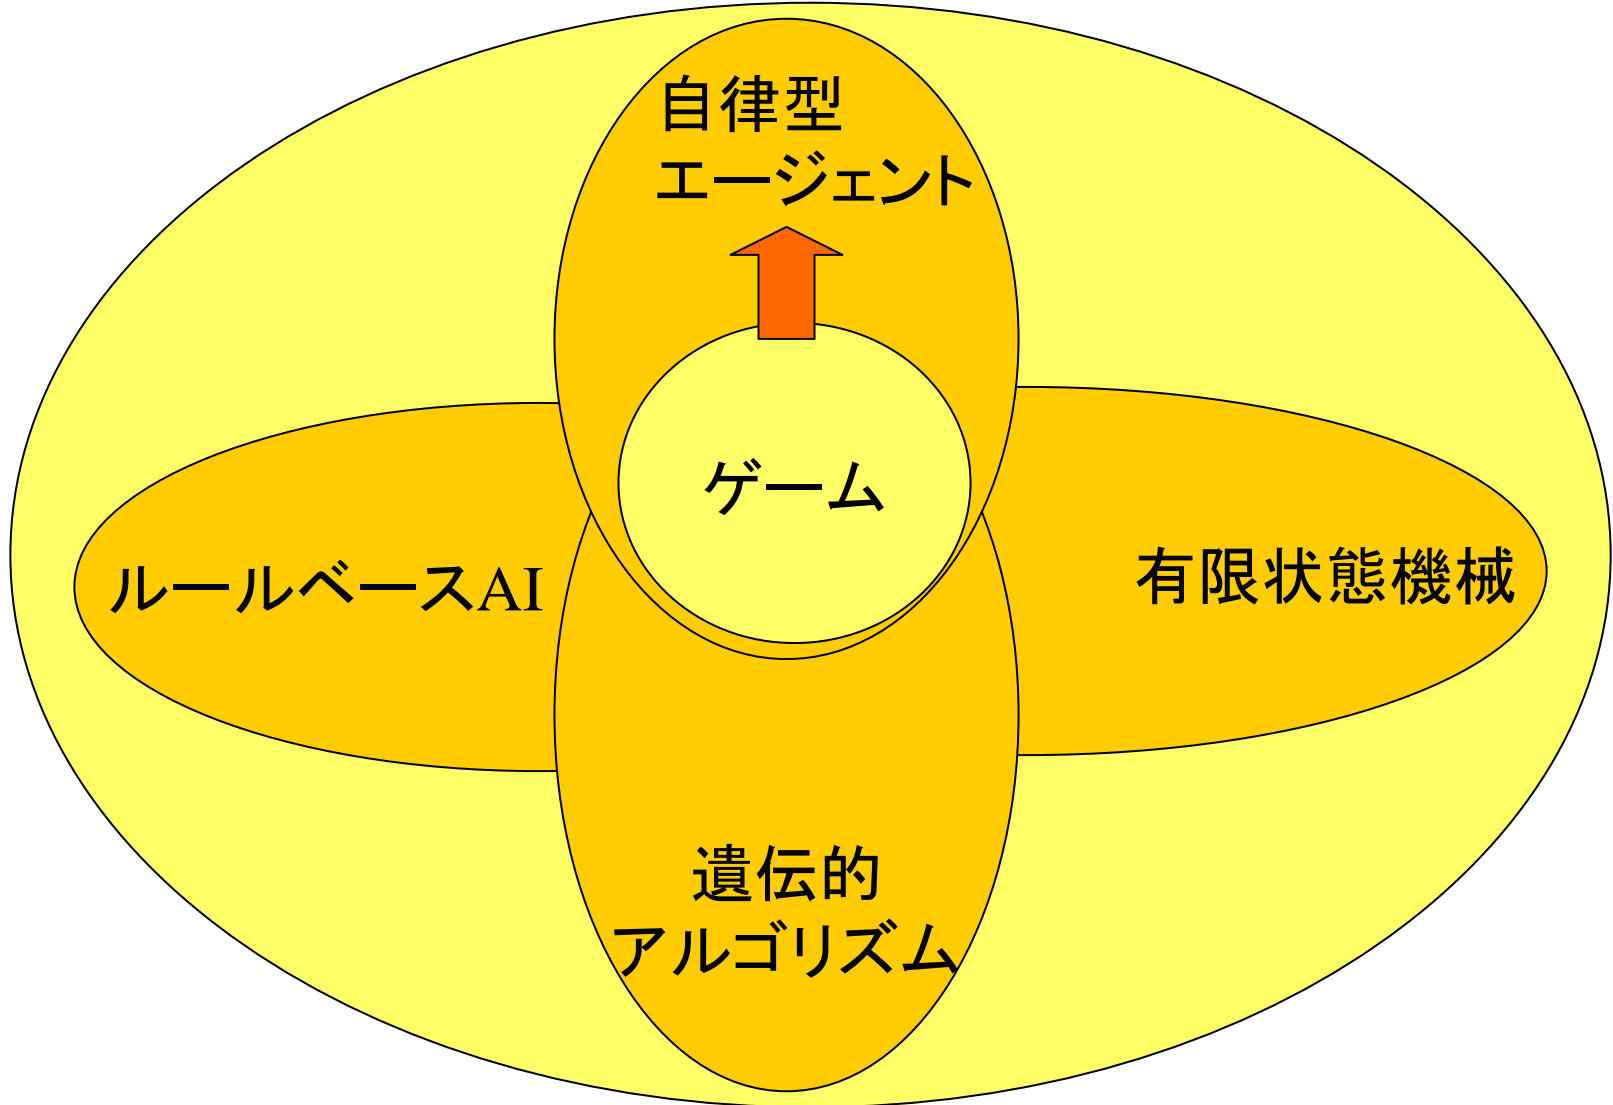 自律型
エージェント
ゲーム
ルールベースAI
有限状態機械
遺伝的
アルゴリズム